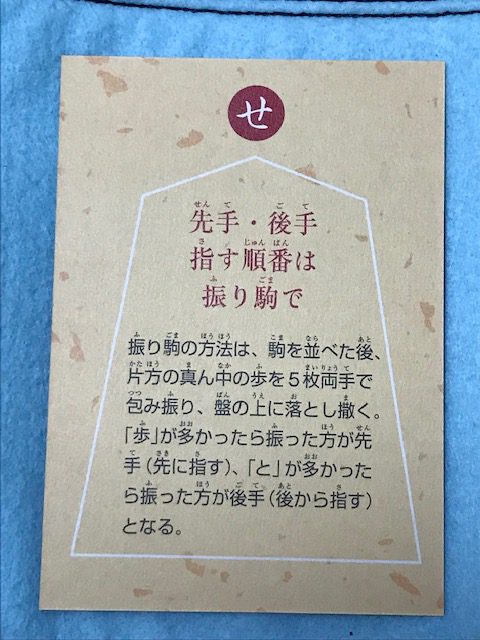 せ
先手・後手
指す順番は
振り駒で
振り駒の方法は、駒を並べた後、
片方の真ん中の歩を5枚両手で
包み振り、盤の上に落とし撒く。
「歩」が多かったら振った方が先
手(先に指す)、「と」が多かった
ら振った方が後手(後から指す)
となる。